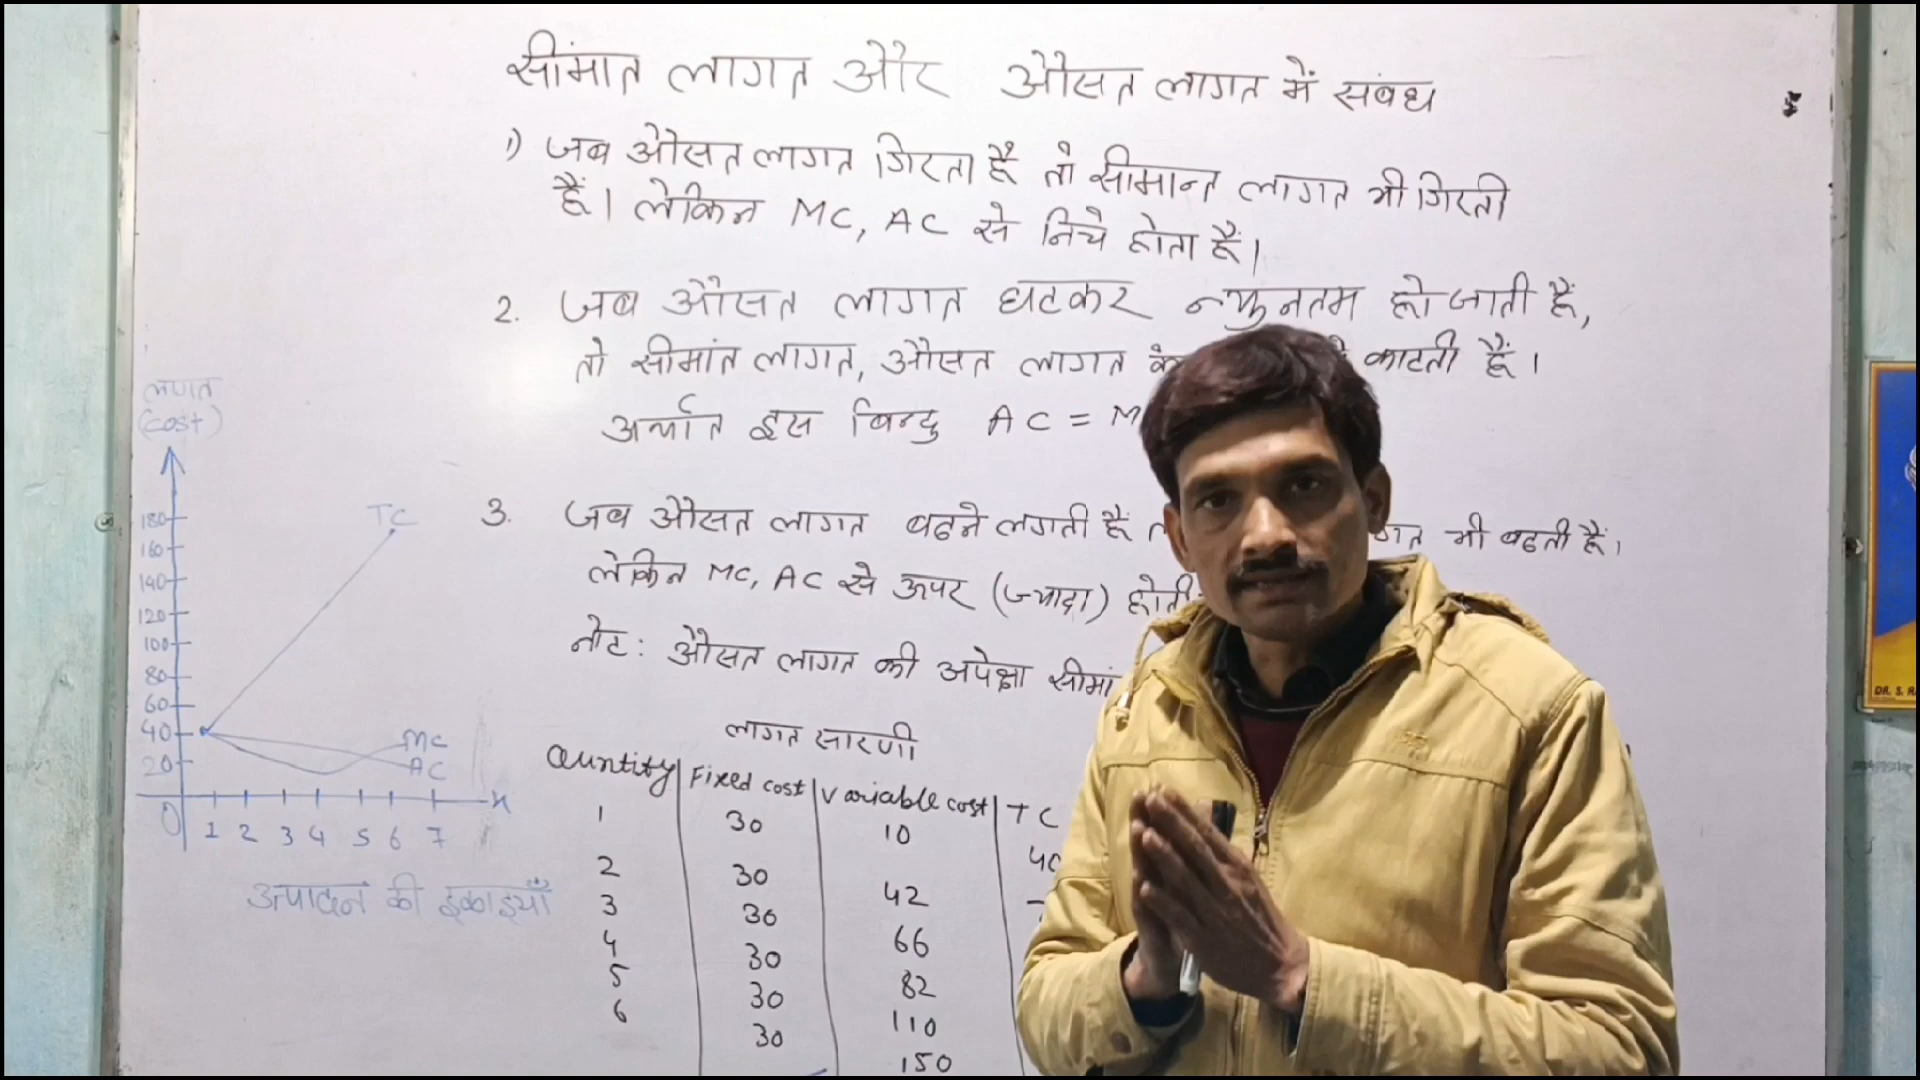 सीमांत लागत और औसत लागत में संबंध
1) जब औसत लागत गिरता हैं तो सीमान्त लागत भी गिरती
हैं। लेकिन MC, AC से निचे होता हैं।
2. जब औसत लागत घटकर न्युनतम हो जाती हैं,
तो सीमांत लागत, औसत लागत काटती हैं।
अर्थात इस बिन्दु AC =
3. जब औसत लागत बढने लगती हैं भी बढती हैं।
लेकिन MC, AC से ऊपर (ज्यादा) होती
नोट: औसत लागत की अपेक्षा
लागत सारणी
Quntity Fixed cost Variable cost TC
1 30 10
2 30 42
3 30 66
4 30 82
5 30 110
6 30 150
लागत
(cost)
180
160
140
120
100
80
60
40
20
0 1 2 3 4 5 6 7 x
TC
MC
AC
उत्पादन की इकाइयाँ
DR. S. R